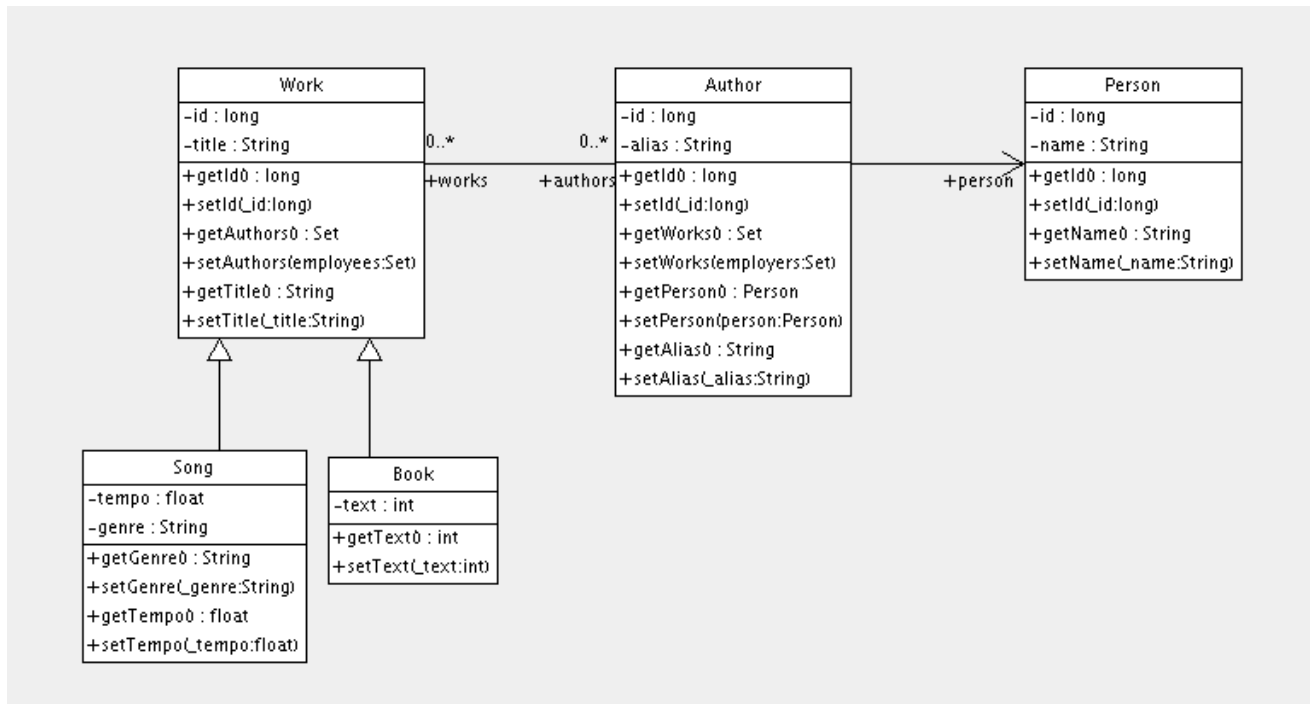 Work
-id : long
-title : String
+getId() : long
+setId(_id:long)
+getAuthors() : Set
+setAuthors(employees:Set)
+getTitle() : String
+setTitle(_title:String)
0..*
+works
0..*
+authors
Author
-id : long
-alias : String
+getId() : long
+setId(_id:long)
+getWorks() : Set
+setWorks(employers:Set)
+getPerson() : Person
+setPerson(person:Person)
+getAlias() : String
+setAlias(_alias:String)
+person
Person
-id : long
-name : String
+getId() : long
+setId(_id:long)
+getName() : String
+setName(_name:String)
Song
-tempo : float
-genre : String
+getGenre() : String
+setGenre(_genre:String)
+getTempo() : float
+setTempo(_tempo:float)
Book
-text : int
+getText() : int
+setText(_text:int)